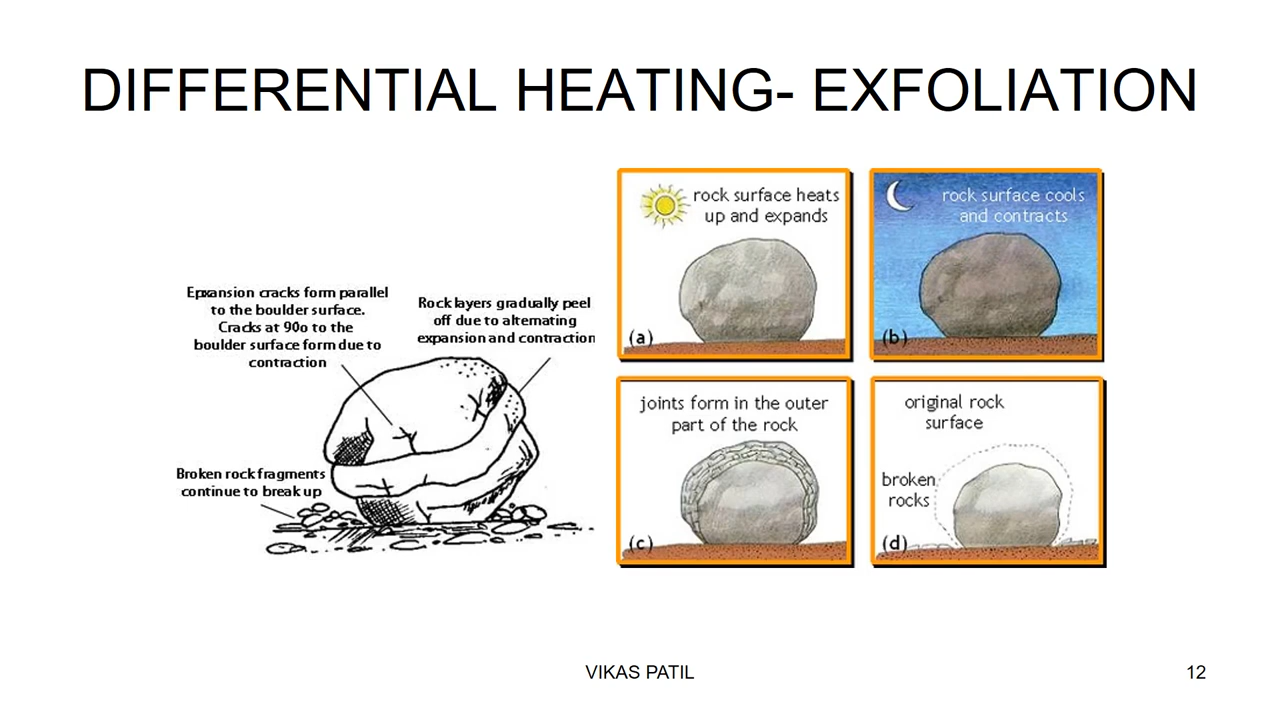 DIFFERENTIAL HEATING- EXFOLIATION
Epxansion cracks form parallel
to the boulder surface.
Cracks at 90o to the
boulder surface form due to
contraction
Rock layers gradually peel
off due to alternating
expansion and contraction
Broken rock fragments
continue to break up
rock surface heats
up and expands
(a)
rock surface cools
and contracts
(b)
joints form in the outer
part of the rock
(c)
original rock
surface
broken
rocks
(d)
VIKAS PATIL
12